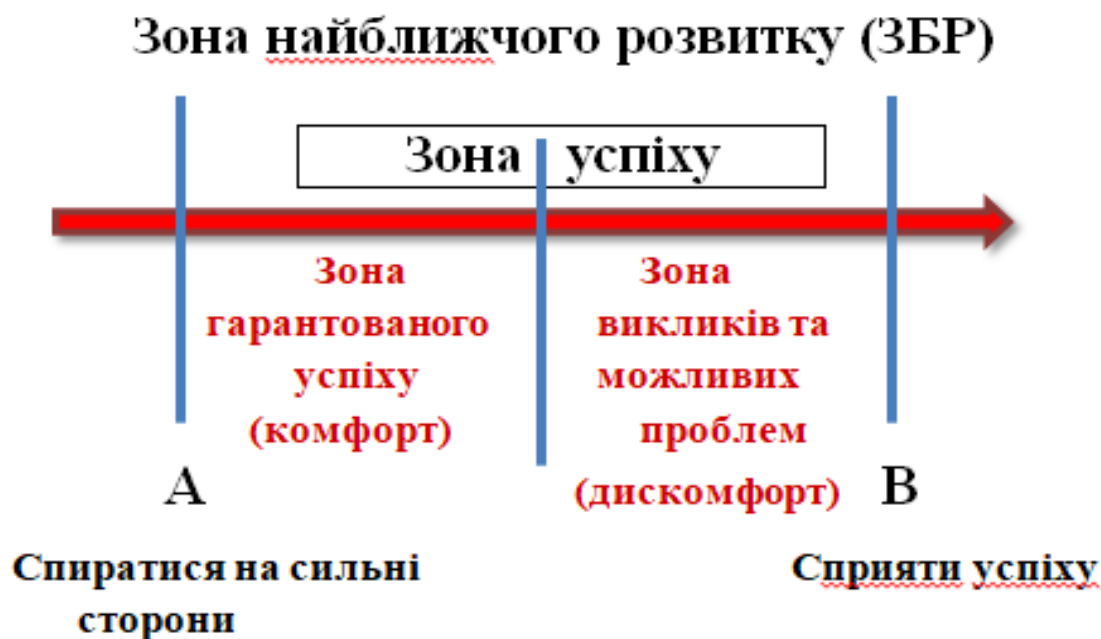 Зона найближчого розвитку (ЗБР)
Зона успіху
Зона
гарантованого
успіху
(комфорт)
Зона
викликів та
можливих
проблем
(дискомфорт)
А
В
Спиратися на сильні
сторони
Сприяти успіху